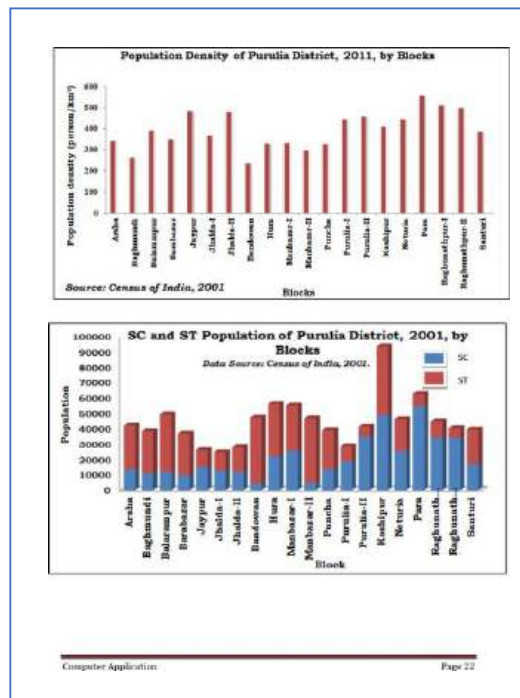 Population Density of Purulia District, 2011, by Blocks
Population density (person/km²)
600
500
400
300
200
100
0
Arsha
Baghmundi
Balarampur
Barabazar
Jaypur
Jhalda-I
Jhalda-II
Bandowan
Hura
Manbazar-I
Manbazar-II
Puncha
Purulia-I
Purulia-II
Kashipur
Neturia
Para
Raghunathpur-I
Raghunathpur-II
Santuri
Source: Census of India, 2001
Blocks
SC and ST Population of Purulia District, 2001, by
Blocks
Data Source: Census of India, 2001.
SC
ST
Population
100000
90000
80000
70000
60000
50000
40000
30000
20000
10000
0
Arsha
Baghmundi
Balarampur
Barabazar
Jaypur
Jhalda-I
Jhalda-II
Bandowan
Hura
Manbazar-I
Manbazar-II
Puncha
Purulia-I
Purulia-II
Kashipur
Neturia
Para
Raghunath..
Raghunath..
Santuri
Block
Computer Application
Page 22